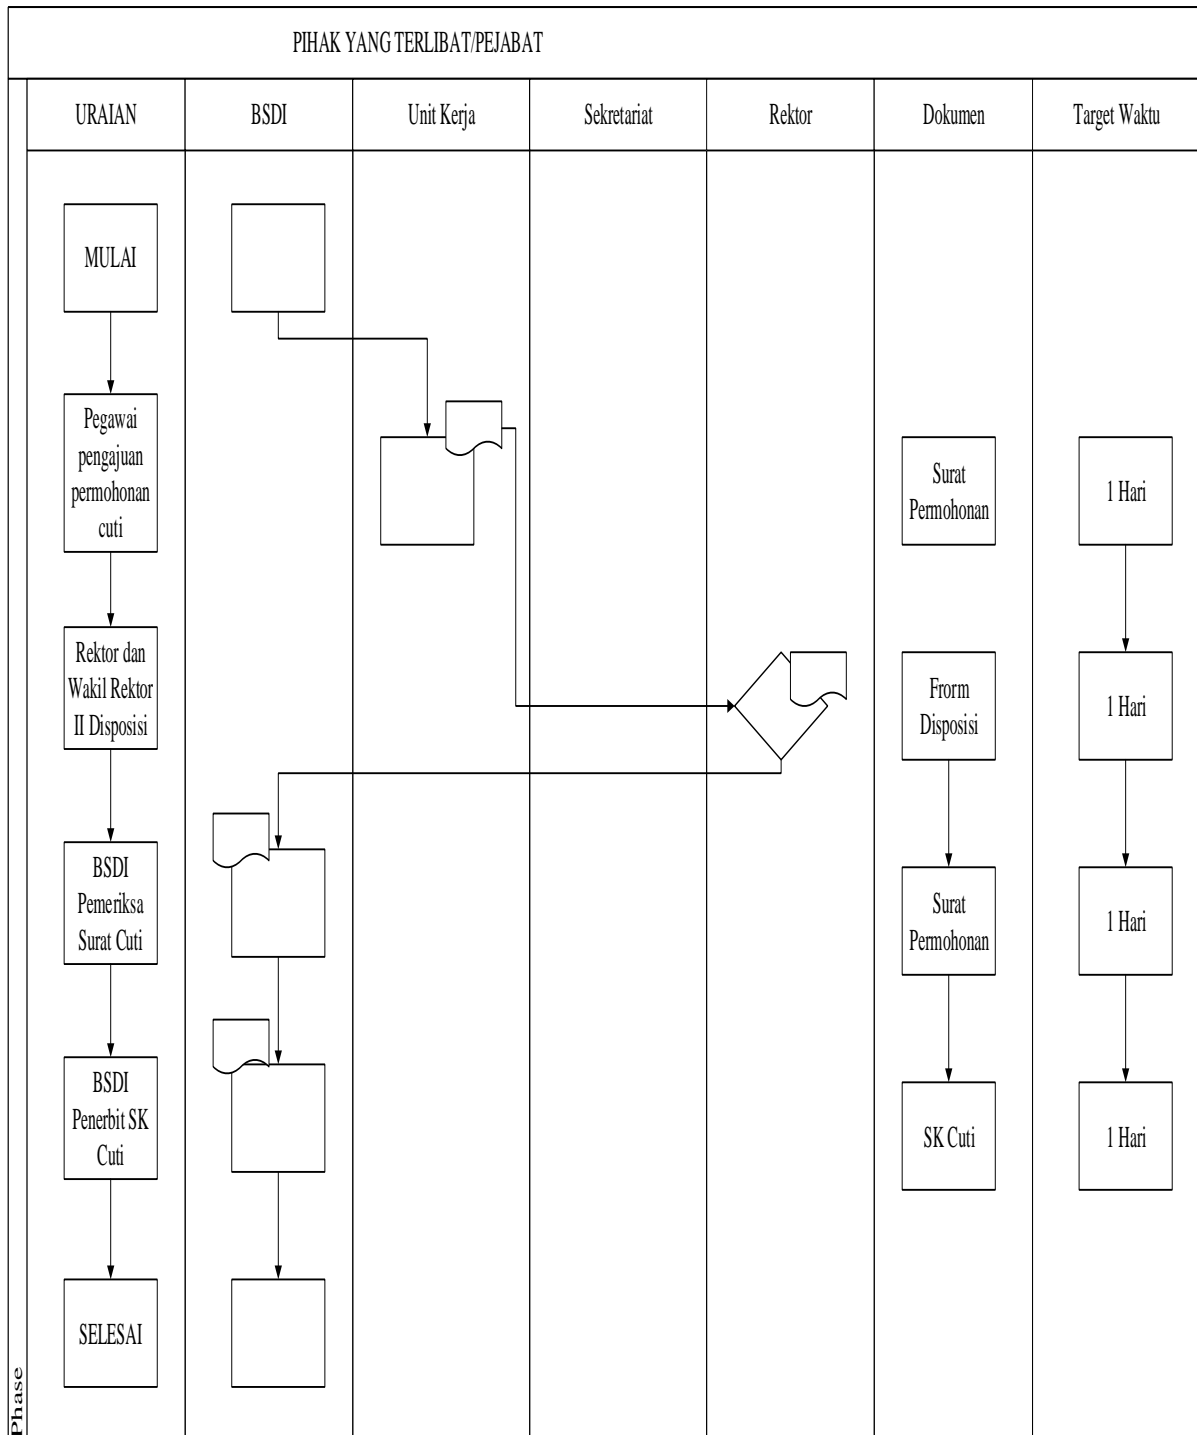 PIHAK YANG TERLIBAT/PEJABAT
URAIAN
BSDI
Unit Kerja
Sekretariat
Rektor
Dokumen
Target Waktu
MULAI
Pegawai
pengajuan
permohonan
cuti
Surat
Permohonan
1 Hari
Rektor dan
Wakil Rektor
II Disposisi
Frorm
Disposisi
1 Hari
BSDI
Pemeriksa
Surat Cuti
Surat
Permohonan
1 Hari
BSDI
Penerbit SK
Cuti
SK Cuti
1 Hari
SELESAI
Phase